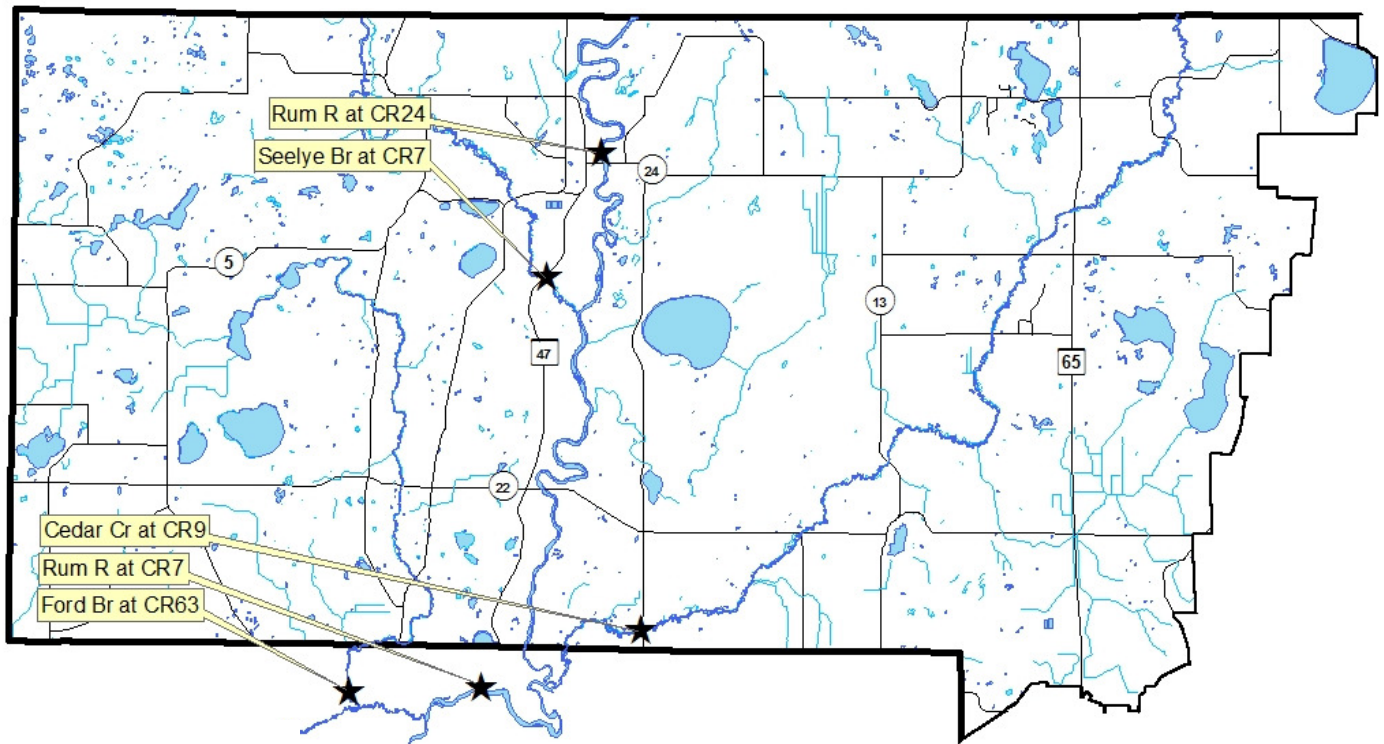 Rum R at CR24
Seelye Br at CR7
24
5
13
47
65
22
Cedar Cr at CR9
Rum R at CR7
Ford Br at CR63